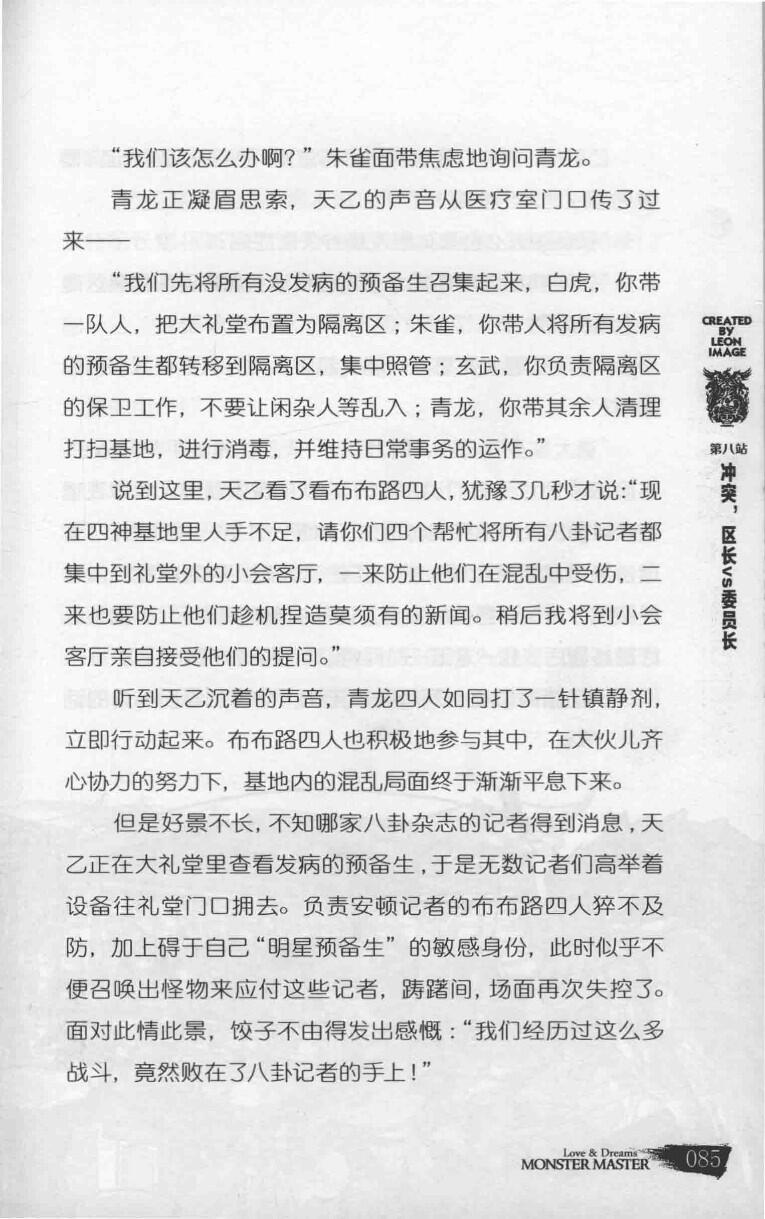 “我们该怎么办啊？”朱雀面带焦虑地询问青龙。
青龙正凝眉思索，天乙的声音从医疗室门口传了过
来——
“我们先将所有没发病的预备生召集起来，白虎，你带
一队人，把大礼堂布置为隔离区；朱雀，你带人将所有发病
的预备生都转移到隔离区，集中照管；玄武，你负责隔离区
的保卫工作，不要让闲杂人等乱入；青龙，你带其余人清理
打扫基地，进行消毒，并维持日常事务的运作。”
说到这里，天乙看了看布布路四人，犹豫了几秒才说：“现
在四神基地里人手不足，请你们四个帮忙将所有八卦记者都
集中到礼堂外的小会客厅，一来防止他们在混乱中受伤，二
来也要防止他们趁机捏造莫须有的新闻。稍后我将到小会
客厅亲自接受他们的提问。”
听到天乙沉着的声音，青龙四人如同打了一针镇静剂，
立即行动起来。布布路四人也积极地参与其中，在大伙儿齐
心协力的努力下，基地内的混乱局面终于渐渐平息下来。
但是好景不长，不知哪家八卦杂志的记者得到消息，天
乙正在大礼堂里查看发病的预备生，于是无数记者们高举着
设备往礼堂门口拥去。负责安顿记者的布布路四人猝不及
防，加上碍于自己“明星预备生”的敏感身份，此时似乎不
便召唤出怪物来应付这些记者，踌躇间，场面再次失控了。
面对此情此景，饺子不由得发出感慨：“我们经历过这么多
战斗，竟然败在了八卦记者的手上！”
CREATED
BY
LEON
IMAGE
第八站
冲突，区长vs委员长
Love & Dreams
MONSTER MASTER
085